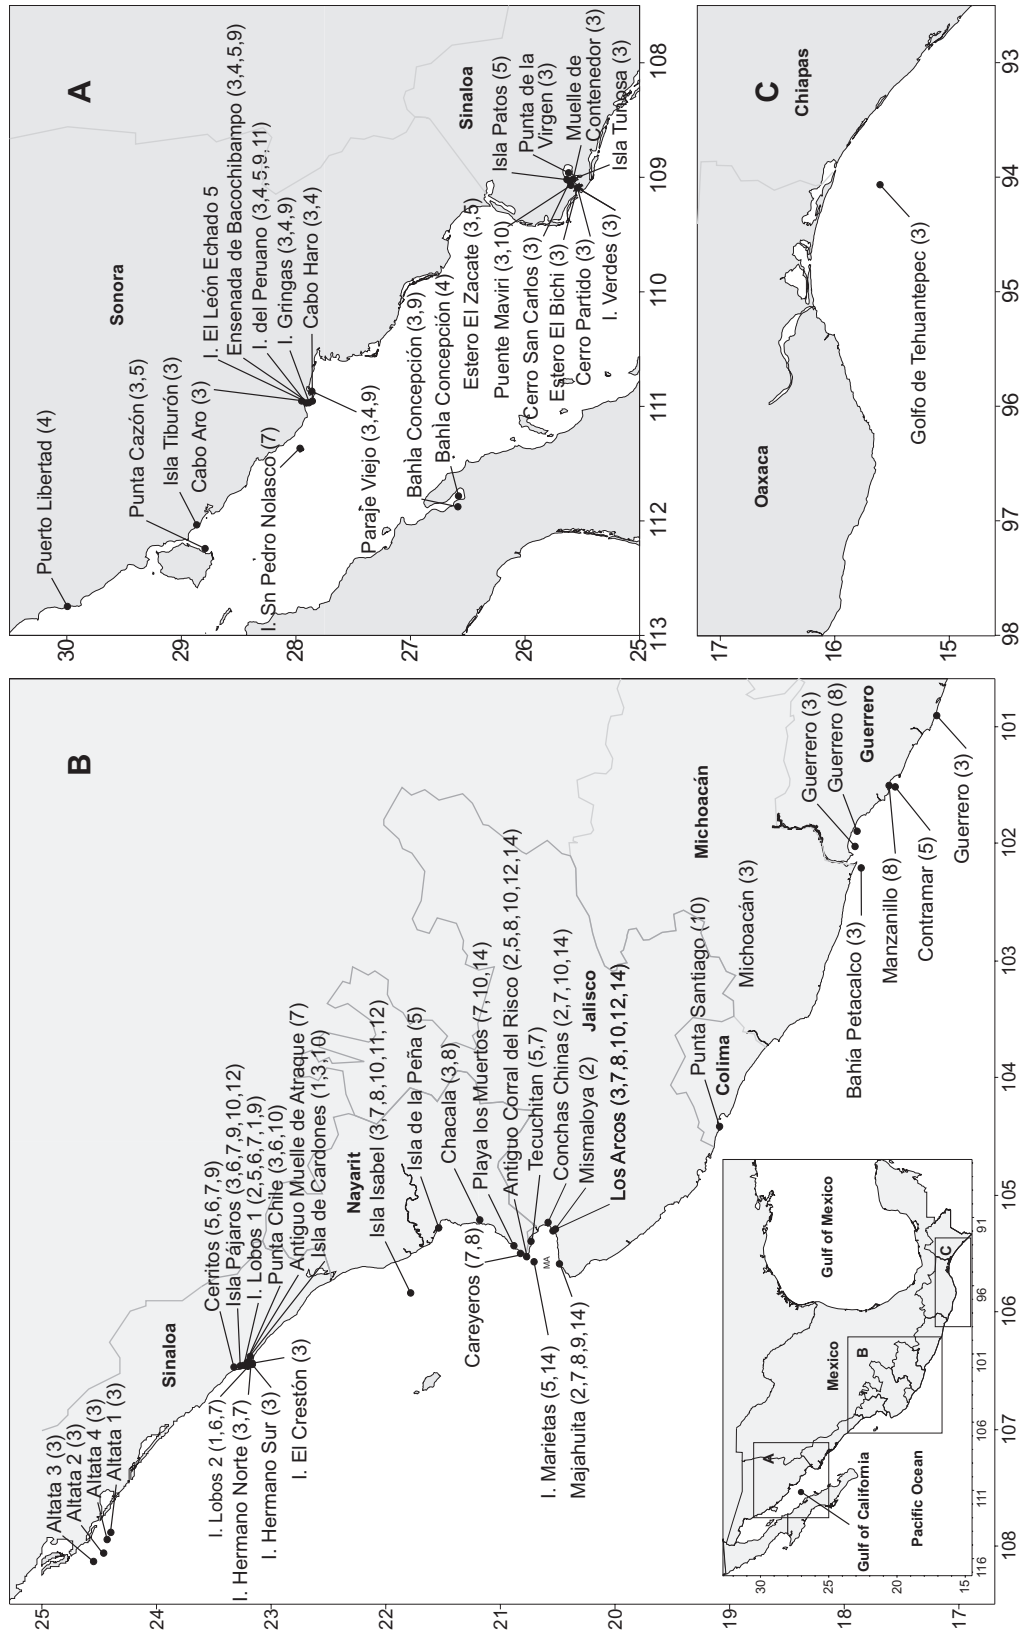 A
Sonora
Puerto Libertad (4)
Punta Cazón (3,5)
Isla Tiburón (3)
Cabo Aro (3)
I. El León Echado 5
Ensenada de Bacochibampo (3,4,5,9)
I. del Peruano (3,4,5,9,11)
I. Gringas (3,4,9)
Cabo Haro (3,4)
I. Sn Pedro Nolasco (7)
Paraje Viejo (3,4,9)
Bahía Concepción (3,9)
Bahía Concepción (4)
Sinaloa
Estero El Zacate (3,5)
Puente Maviri (3,10)
Cerro San Carlos (3)
Estero El Bichi (3)
Cerro Partido (3)
I. Verdes (3)
Isla Patos (5)
Punta de la
Virgen (3)
Muelle de
Contenedor (3)
Isla Tunosa (3)
30
29
28
27
26
25
113
112
111
110
109
108
B
Altata 3 (3)
Altata 2 (3)
Altata 4 (3)
Altata 1 (3)
Sinaloa
Cerritos (5,6,7,9)
Isla Pájaros (3,6,7,9,10,12)
I. Lobos 1 (2,5,6,7,1,9)
Punta Chile (3,6,10)
Antiguo Muelle de Atraque (7)
Isla de Cardones (1,3,10)
I. Lobos 2 (1,6,7)
I. Hermano Norte (3,7)
I. Hermano Sur (3)
I. El Crestón (3)
Nayarit
Isla Isabel (3,7,8,10,11,12)
Isla de la Peña (5)
Chacala (3,8)
Playa los Muertos (7,10,14)
Antiguo Corral del Risco (2,5,8,10,12,14)
Tecuchitan (5,7)
Conchas Chinas (2,7,10,14)
Mismaloya (2)
Jalisco
Los Arcos (3,7,8,10,12,14)
Careyeros (7,8)
MA
I. Marietas (5,14)
Majahuita (2,7,8,9,14)
Punta Santiago (10)
Colima
Michoacán
Michoacán (3)
Guerrero (3)
Guerrero (8)
Guerrero
Bahía Petacalco (3)
Manzanillo (8)
Contramar (5)
Guerrero (3)
25
24
23
22
21
20
19
18
17
108
106
105
104
103
102
101
Gulf of Mexico
Mexico
A
B
C
Gulf of California
Pacific Ocean
30
25
20
15
116
111
106
101
96
91
C
Chiapas
Oaxaca
Golfo de Tehuantepec (3)
17
16
15
98
97
96
95
94
93